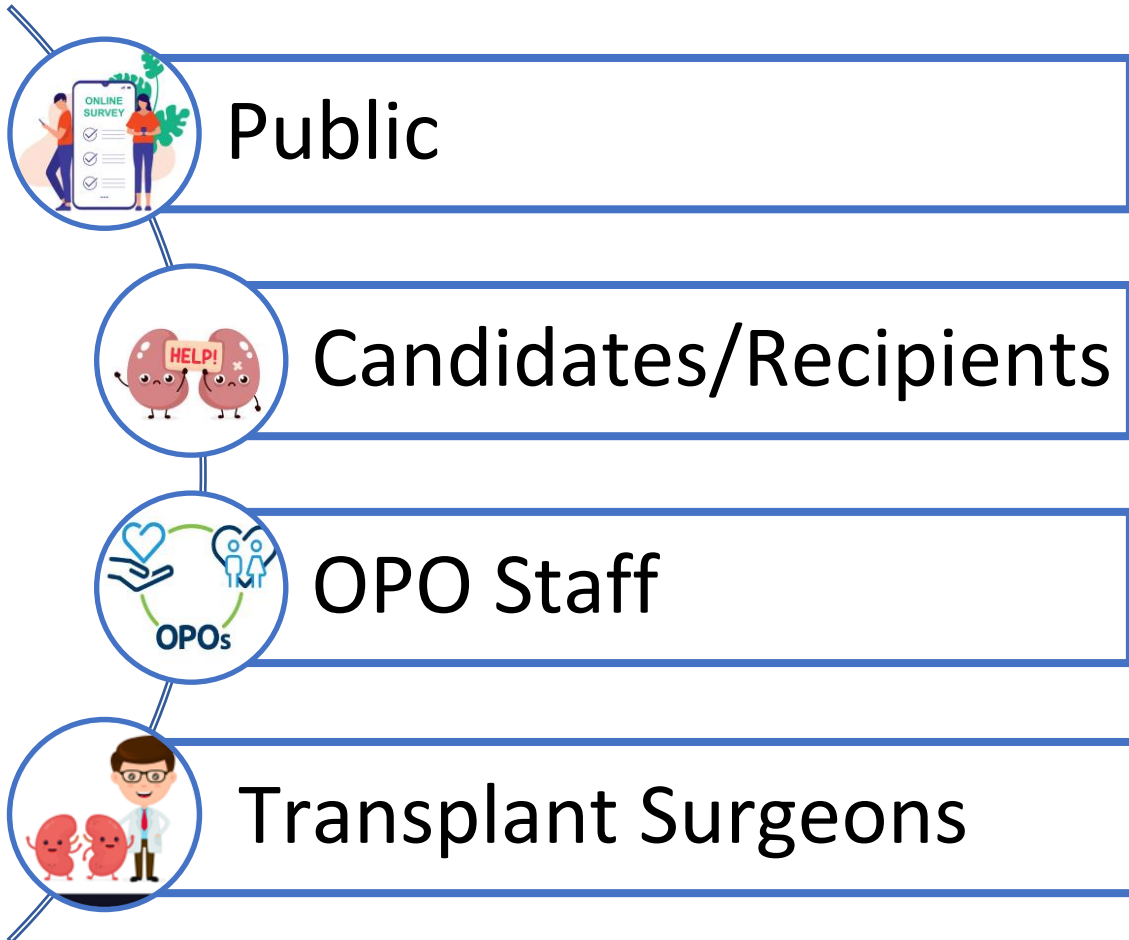 ONLINE
SURVEY
Public
HELP!
Candidates/Recipients
OPOs
OPO Staff
Transplant Surgeons